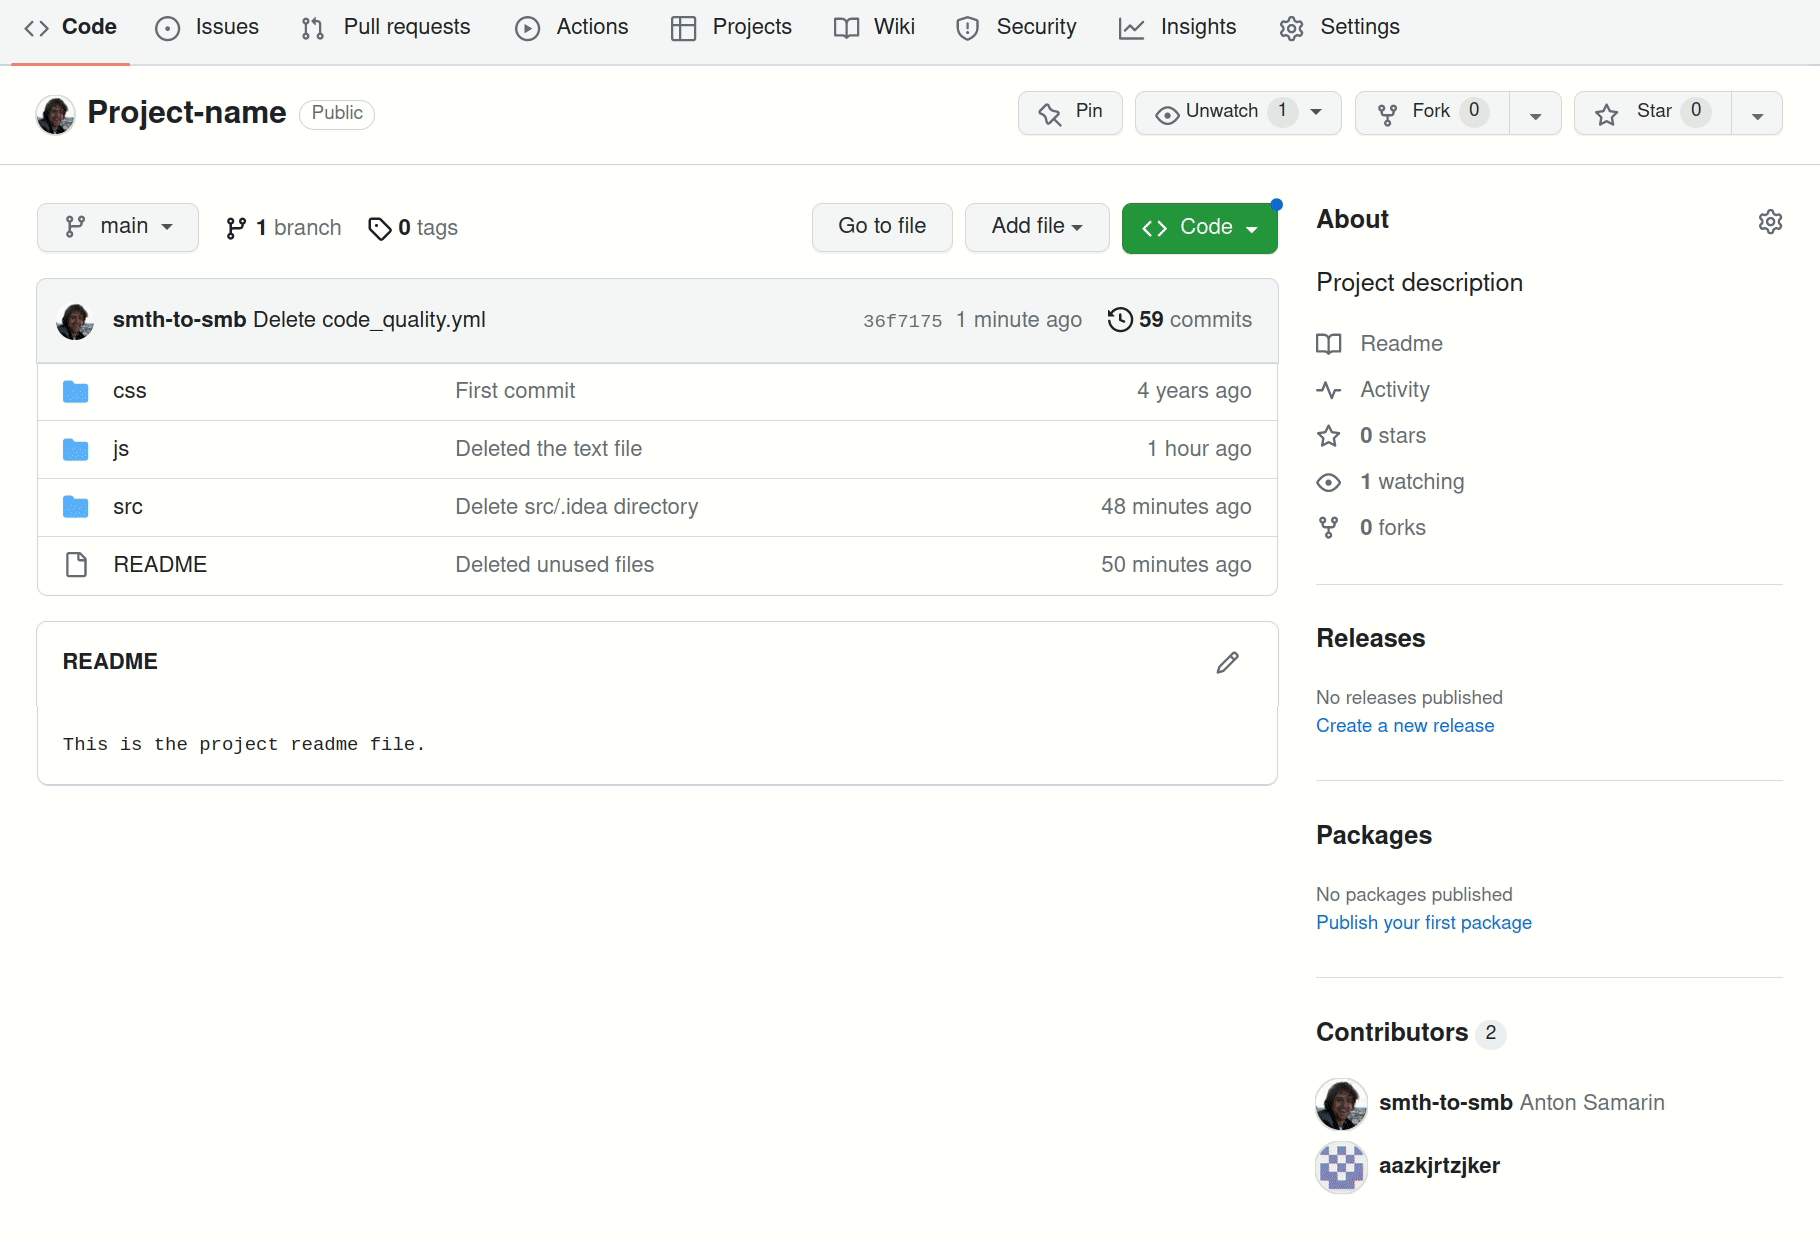 Code Issues Pull requests Actions Projects Wiki Security Insights Settings
Project-name Public
Pin Unwatch 1 Fork 0 Star 0
main 1 branch 0 tags Go to file Add file Code
smth-to-smb Delete code_quality.yml 36f7175 1 minute ago 59 commits
css First commit 4 years ago
js Deleted the text file 1 hour ago
src Delete src/.idea directory 48 minutes ago
README Deleted unused files 50 minutes ago
README
This is the project readme file.
About
Project description
Readme
Activity
0 stars
1 watching
0 forks
Releases
No releases published
Create a new release
Packages
No packages published
Publish your first package
Contributors 2
smth-to-smb Anton Samarin
aazkjrtzjker